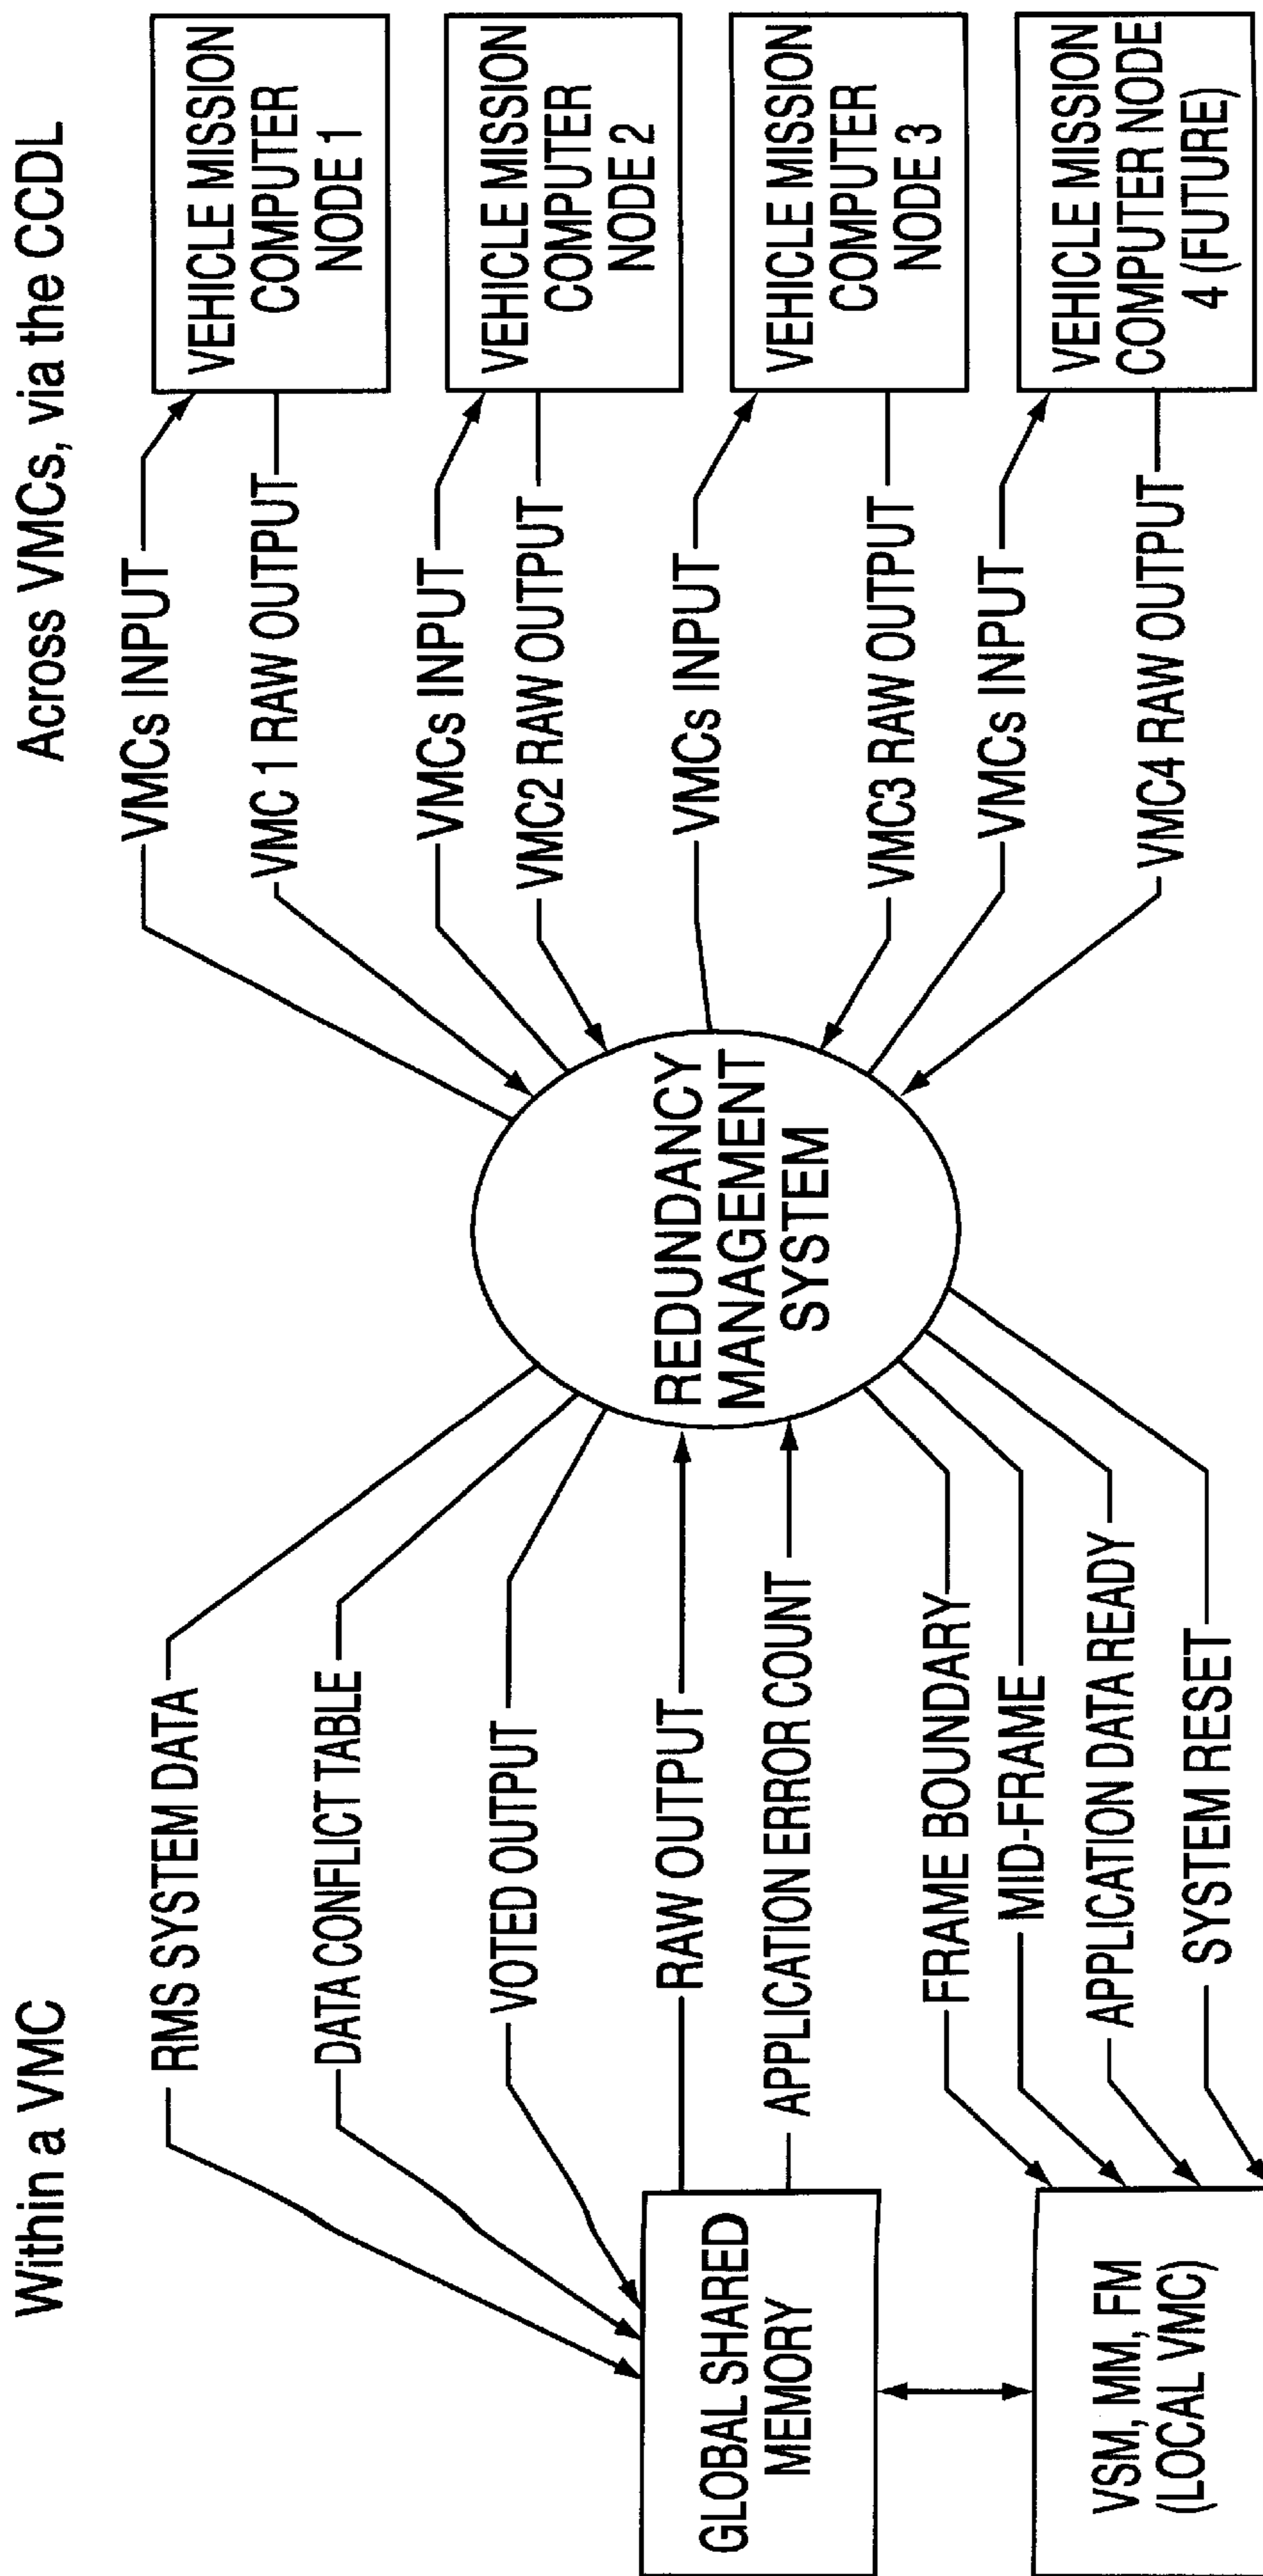 Within a VMC
Across VMCs, via the CCDL
RMS SYSTEM DATA
DATA CONFLICT TABLE
VOTED OUTPUT
RAW OUTPUT
APPLICATION ERROR COUNT
FRAME BOUNDARY
MID-FRAME
APPLICATION DATA READY
SYSTEM RESET
GLOBAL SHARED
MEMORY
VSM, MM, FM
(LOCAL VMC)
REDUNDANCY
MANAGEMENT
SYSTEM
VMCs INPUT
VMC 1 RAW OUTPUT
VMCs INPUT
VMC2 RAW OUTPUT
VMCs INPUT
VMC3 RAW OUTPUT
VMCs INPUT
VMC4 RAW OUTPUT
VEHICLE MISSION
COMPUTER
NODE 1
VEHICLE MISSION
COMPUTER
NODE 2
VEHICLE MISSION
COMPUTER
NODE 3
VEHICLE MISSION
COMPUTER NODE
4 (FUTURE)